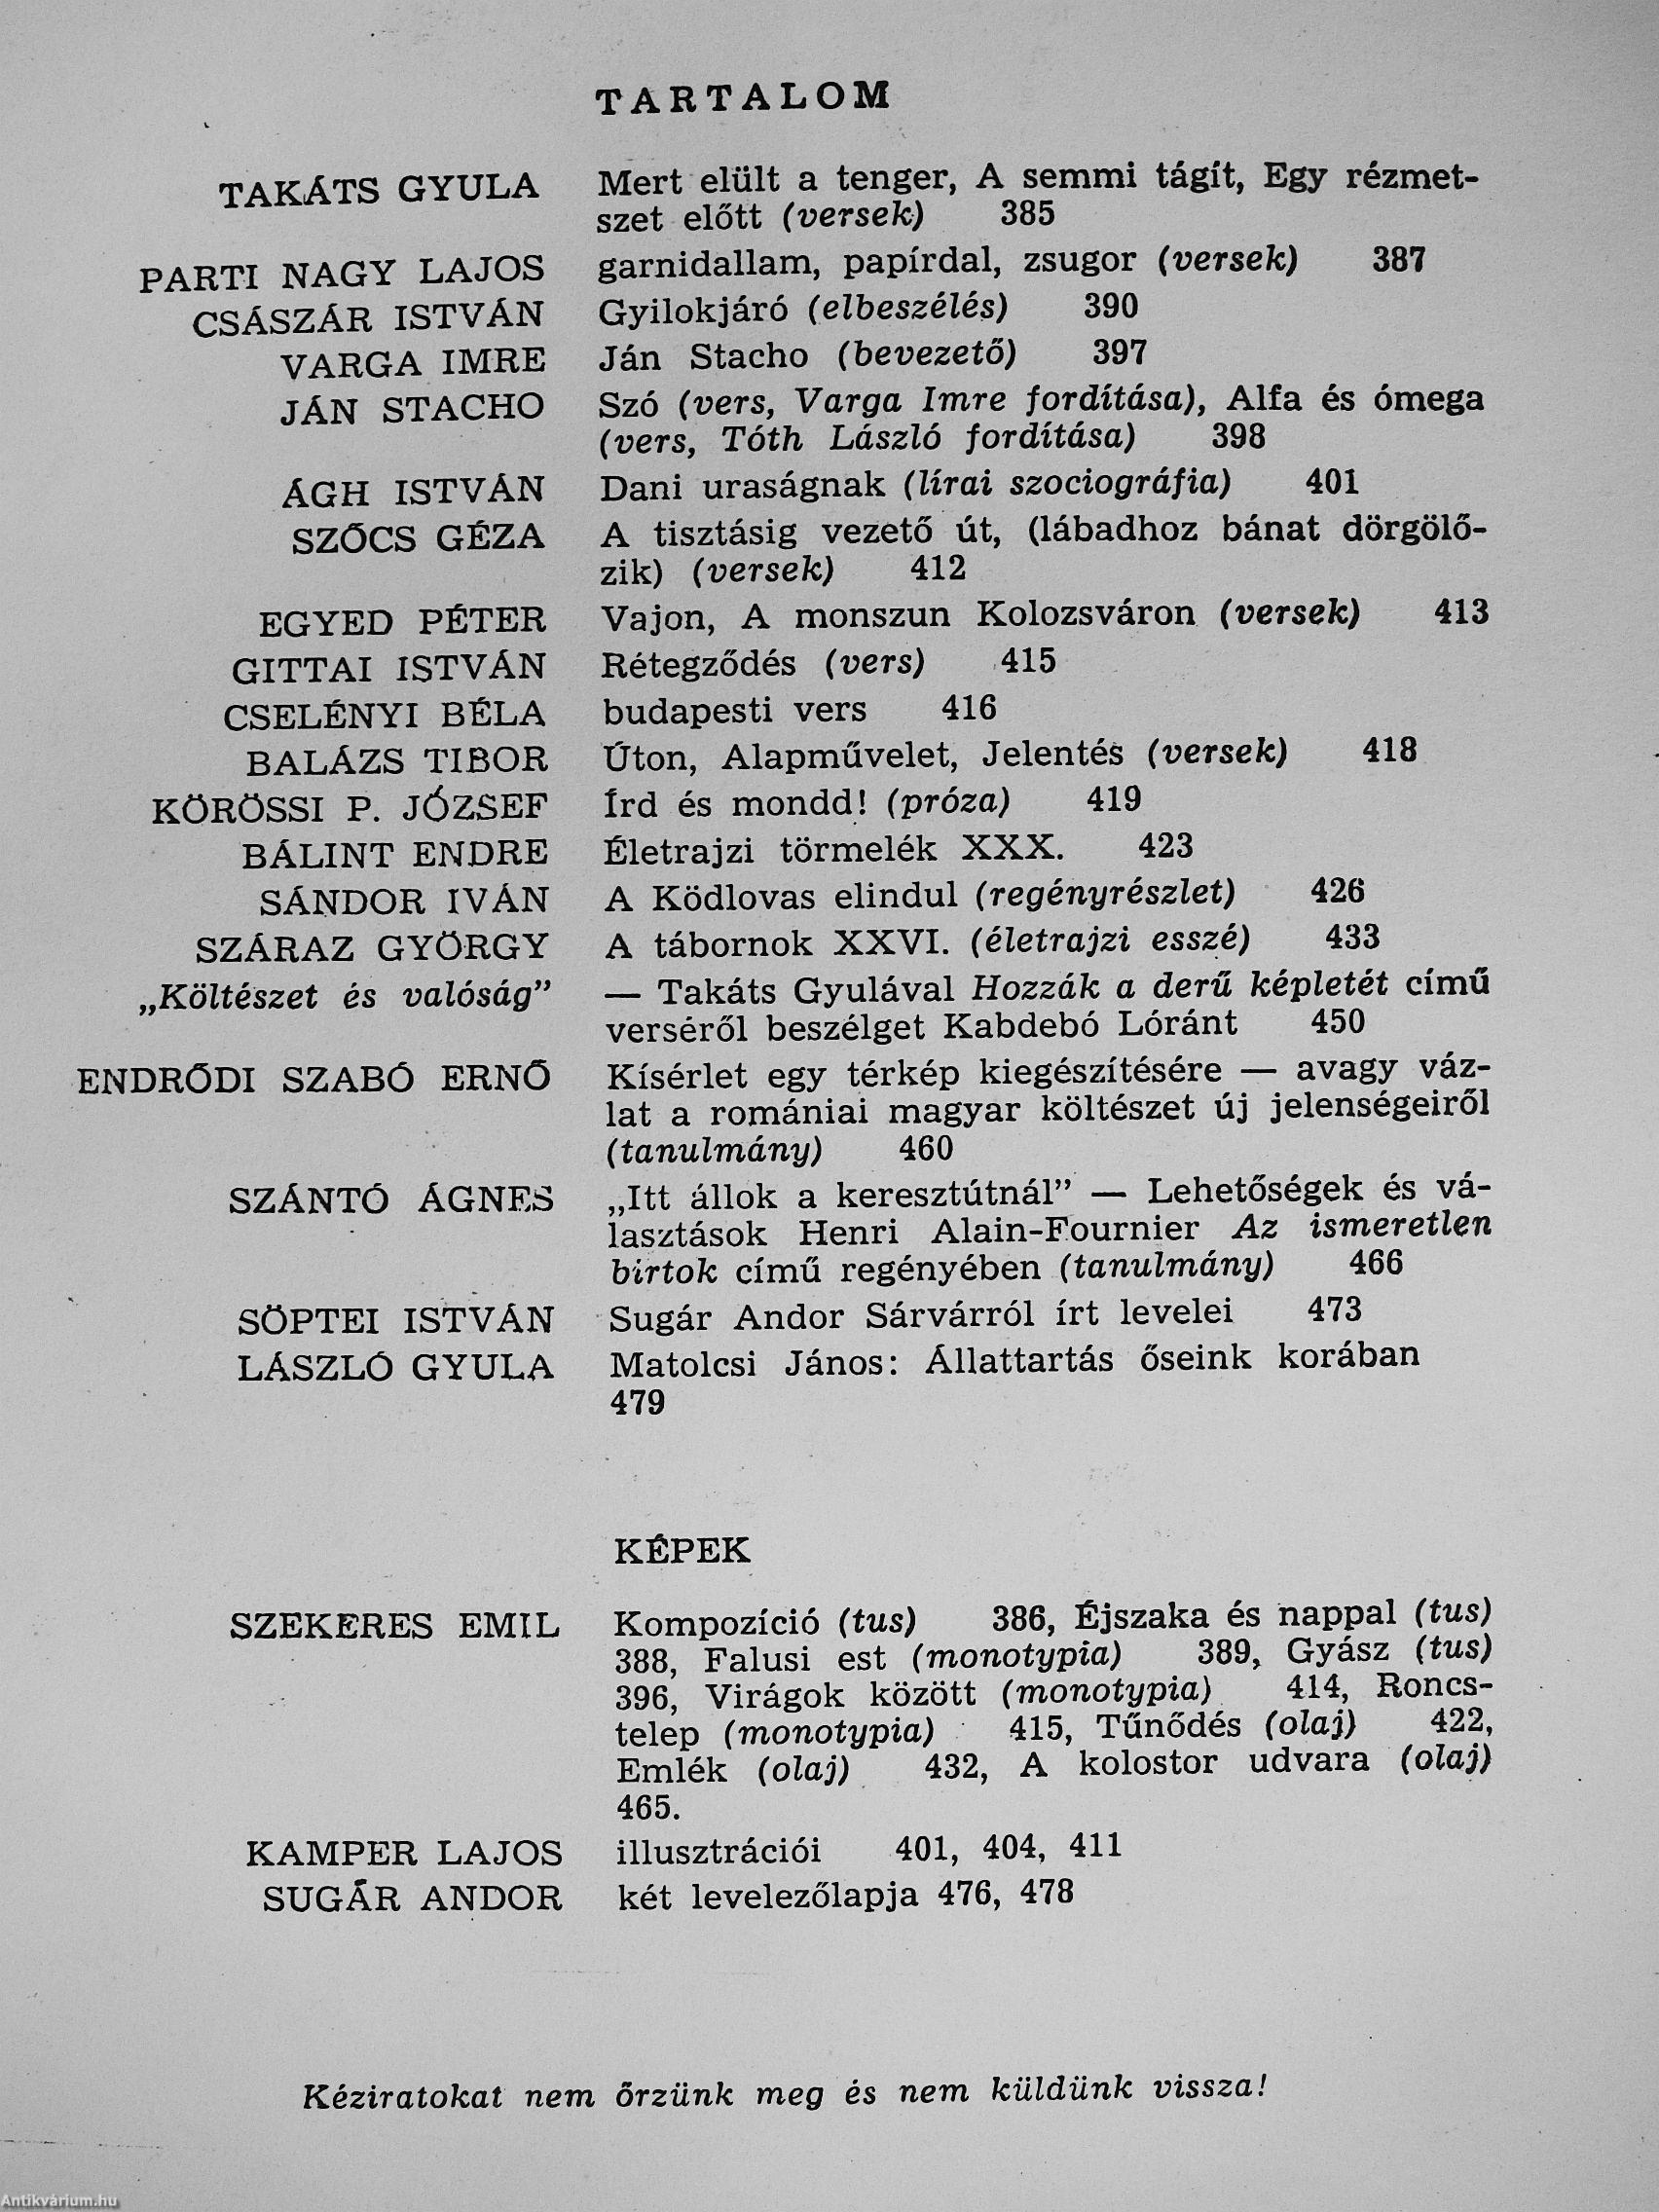 TARTALOM
TAKÁTS GYULA Mert elült a tenger, A semmi tágít, Egy rézmet-
szet előtt (versek) 385
PARTI NAGY LAJOS garnidallam, papírdal, zsugor (versek) 387
CSÁSZÁR ISTVÁN Gyilokjáró (elbeszélés) 390
VARGA IMRE Ján Stacho (bevezető) 397
JÁN STACHO Szó (vers, Varga Imre fordítása), Alfa és ómega
(vers, Tóth László fordítása) 398
ÁGH ISTVÁN Dani uraságnak (lírai szociográfia) 401
SZŐCS GÉZA A tisztásig vezető út, (lábadhoz bánat dörgölő-
zik) (versek) 412
EGYED PÉTER Vajon, A monszun Kolozsváron (versek) 413
GITTAI ISTVÁN Rétegződés (vers) 415
CSELÉNYI BÉLA budapesti vers 416
BALÁZS TIBOR Úton, Alapművelet, Jelentés (versek) 418
KÖRÖSSI P. JÓZSEF Írd és mondd! (próza) 419
BÁLINT ENDRE Életrajzi törmelék XXX. 423
SÁNDOR IVÁN A Ködlovas elindul (regényrészlet) 426
SZÁRAZ GYÖRGY A tábornok XXVI. (életrajzi esszé) 433
„Költészet és valóság” — Takáts Gyulával Hozzák a derű képletét című
verséről beszélget Kabdebó Lóránt 450
ENDRŐDI SZABÓ ERNŐ Kísérlet egy térkép kiegészítésére — avagy váz-
lat a romániai magyar költészet új jelenségeiről
(tanulmány) 460
SZÁNTÓ ÁGNES „Itt állok a keresztútnál” — Lehetőségek és vá-
lasztások Henri Alain-Fournier Az ismeretlen
birtok című regényében (tanulmány) 466
SÖPTEI ISTVÁN Sugár Andor Sárvárról írt levelei 473
LÁSZLÓ GYULA Matolcsi János: Állattartás őseink korában
479
KÉPEK
SZEKERES EMIL Kompozíció (tus) 386, Éjszaka és nappal (tus)
388, Falusi est (monotypia) 389, Gyász (tus)
396, Virágok között (monotypia) 414, Roncs-
telep (monotypia) 415, Tűnődés (olaj) 422,
Emlék (olaj) 432, A kolostor udvara (olaj)
465.
KAMPER LAJOS illusztrációi 401, 404, 411
SUGÁR ANDOR két levelezőlapja 476, 478
Kéziratokat nem őrzünk meg és nem küldünk vissza!
Antikvárium.hu